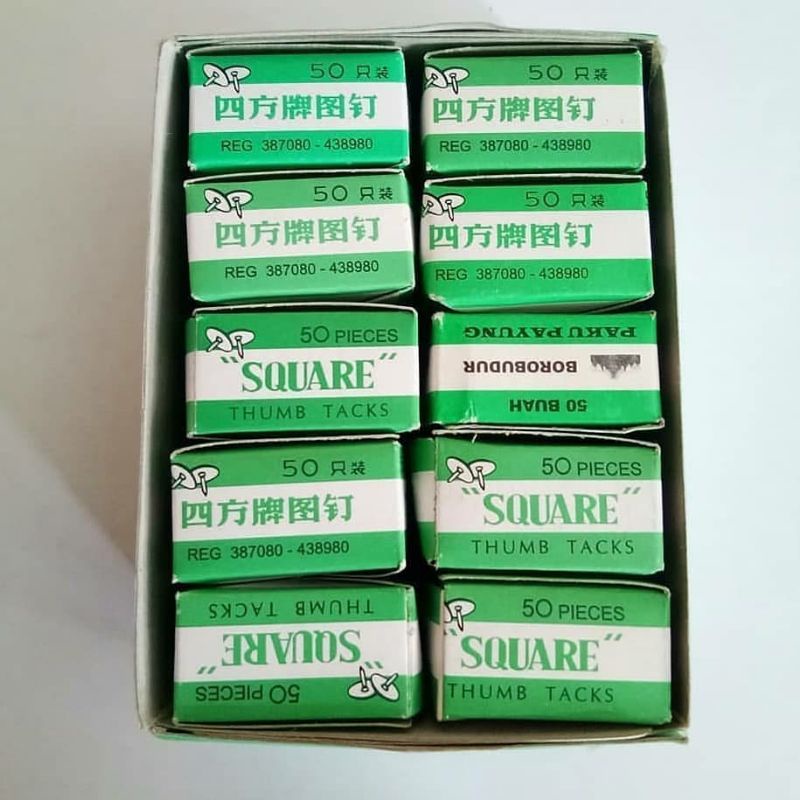 50 只装
四方牌图钉
REG 387080 - 438980
50 只装
四方牌图钉
REG 387080 - 438980
50 只装
四方牌图钉
REG 387080 - 438980
50 只装
四方牌图钉
REG 387080 - 438980
50 PIECES
"SQUARE"
THUMB TACKS
PAKU PAYUNG
BOROBUDUR
50 BUAH
50 只装
四方牌图钉
REG 387080 - 438980
50 PIECES
"SQUARE"
THUMB TACKS
50 PIECES
"SQUARE"
THUMB TACKS
50 PIECES
"SQUARE"
THUMB TACKS